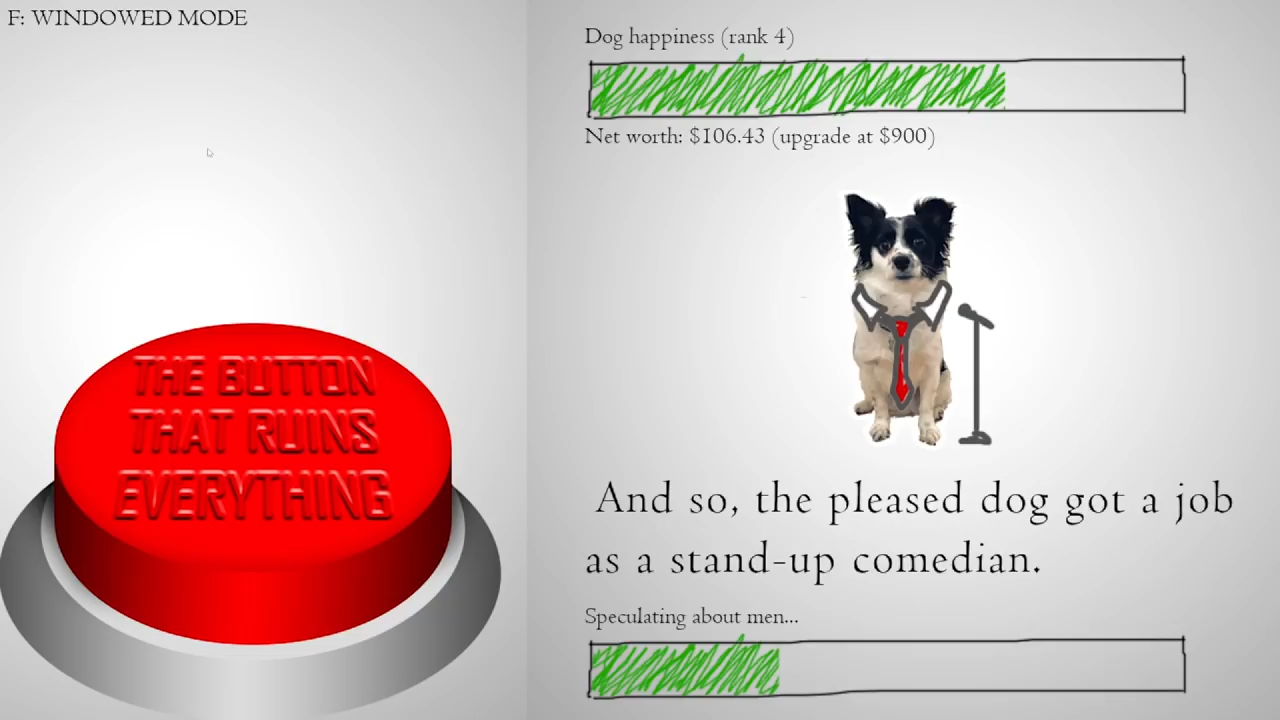 F: WINDOWED MODE
THE BUTTON
THAT RUINS
EVERYTHING
Dog happiness (rank 4)
Net worth: $106.43 (upgrade at $900)
And so, the pleased dog got a job
as a stand-up comedian.
Speculating about men...